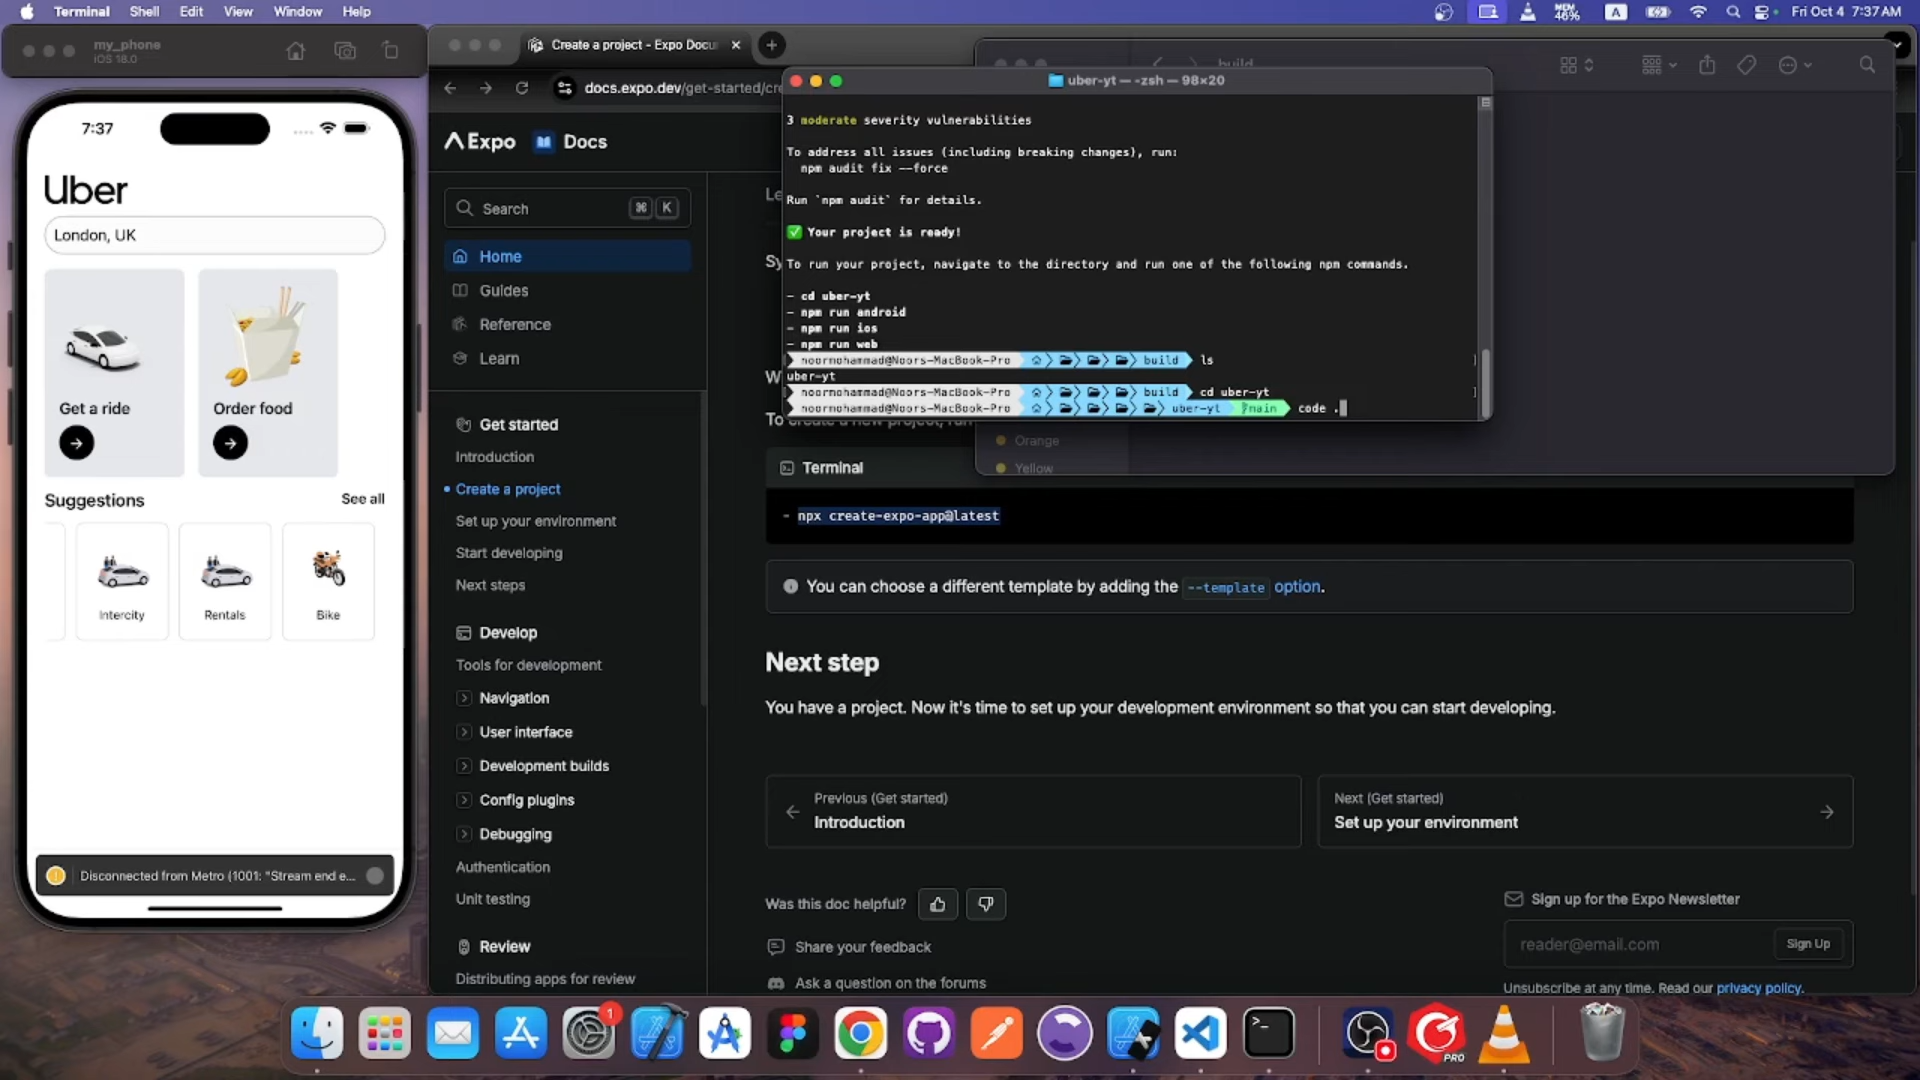 Terminal Shell Edit View Window Help
MEM 46% A Fri Oct 4 7:37 AM
my_phone
iOS 18.0
7:37
Uber
London, UK
Get a ride
Order food
Suggestions
See all
Intercity
Rentals
Bike
Disconnected from Metro (1001: "Stream end e...
Create a project - Expo Docu
docs.expo.dev/get-started/cre
Expo Docs
Search ⌘ K
Home
Guides
Reference
Learn
Get started
Introduction
Create a project
Set up your environment
Start developing
Next steps
Develop
Tools for development
Navigation
User interface
Development builds
Config plugins
Debugging
Authentication
Unit testing
Review
Distributing apps for review
build
uber-yt — -zsh — 98×20
3 moderate severity vulnerabilities
To address all issues (including breaking changes), run:
npm audit fix --force
Run `npm audit` for details.
✅ Your project is ready!
To run your project, navigate to the directory and run one of the following npm commands.
- cd uber-yt
- npm run android
- npm run ios
- npm run web
noormohammad@Noors-MacBook-Pro build ls
uber-yt
noormohammad@Noors-MacBook-Pro build cd uber-yt
noormohammad@Noors-MacBook-Pro uber-yt main code .
Orange
Yellow
Terminal
- npx create-expo-app@latest
You can choose a different template by adding the --template option.
Next step
You have a project. Now it's time to set up your development environment so that you can start developing.
Previous (Get started)
Introduction
Next (Get started)
Set up your environment
Was this doc helpful?
Share your feedback
Ask a question on the forums
Sign up for the Expo Newsletter
reader@email.com
Sign Up
Unsubscribe at any time. Read our privacy policy.
1
PRO